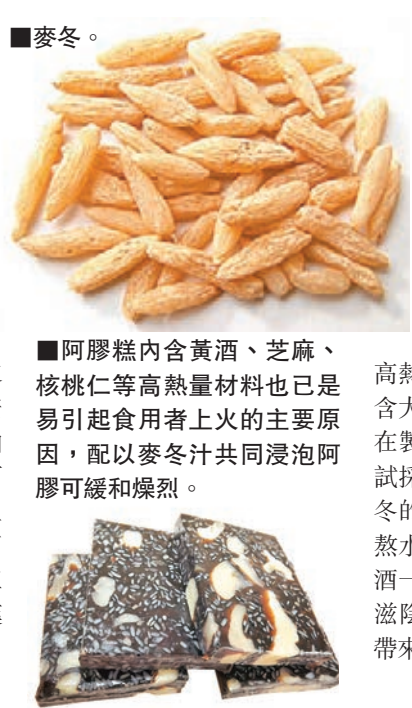 ■麥冬。
■阿膠糕內含黃酒、芝麻、
核桃仁等高熱量材料也已是
易引起食用者上火的主要原
因，配以麥冬汁共同浸泡阿
膠可緩和燥烈。
高熱
含大
在製
試採
冬的
熬水
酒一
滋陰
帶來